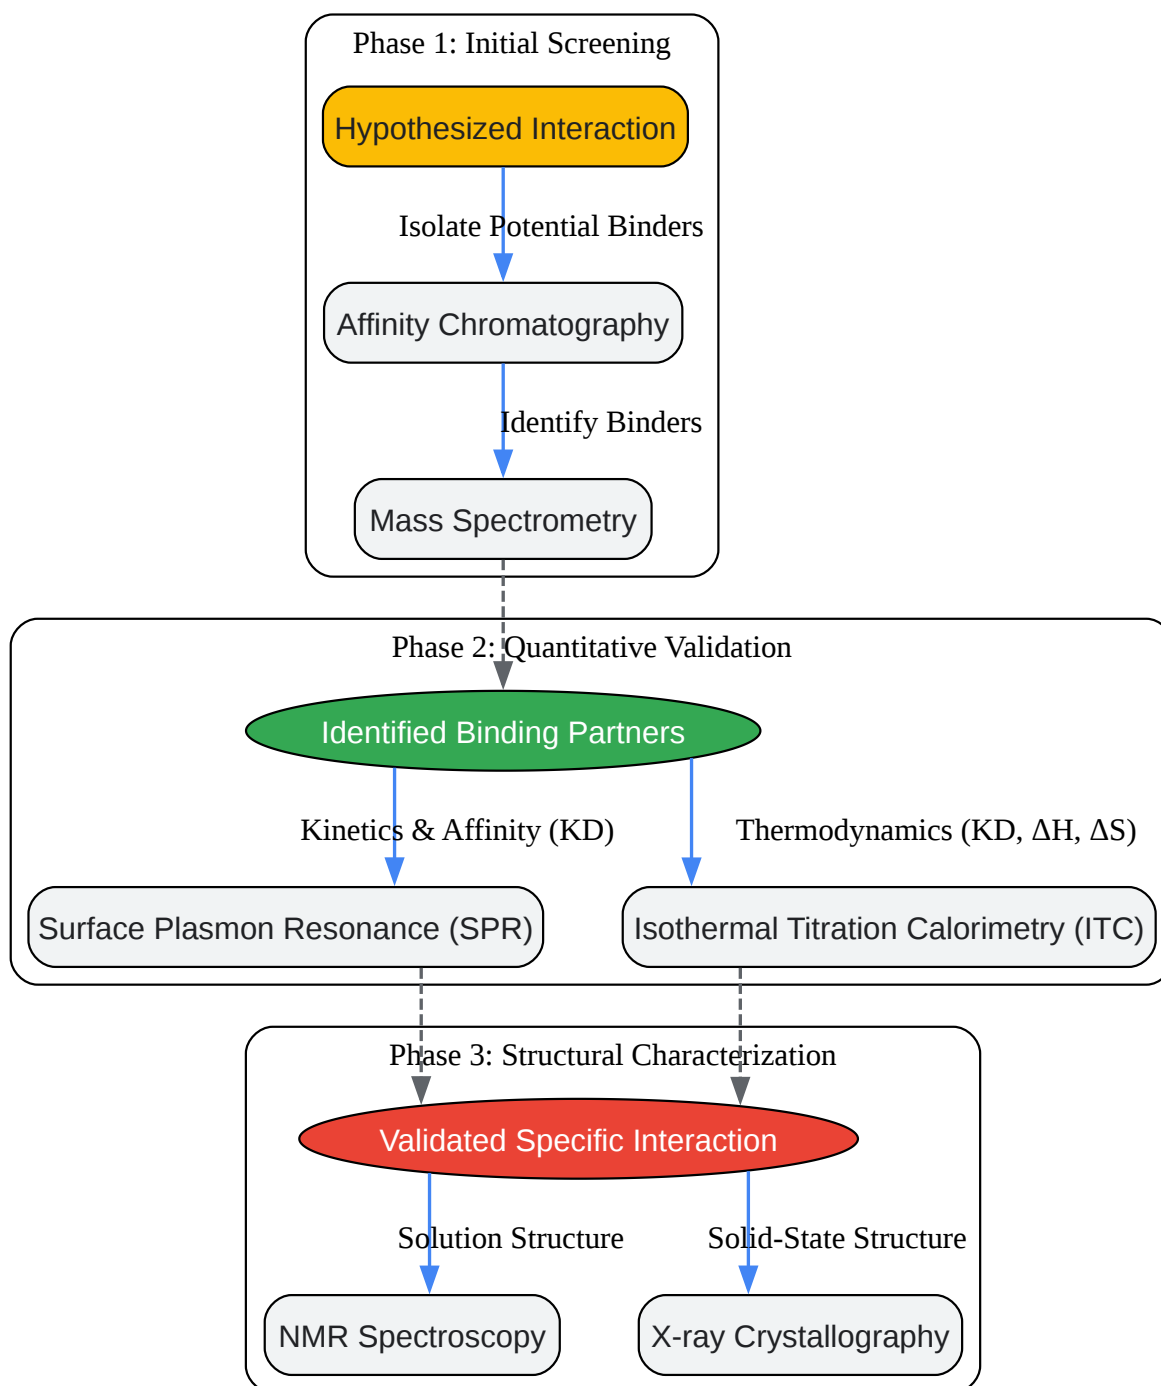 Phase 1: Initial Screening
Hypothesized Interaction
Isolate Potential Binders
Affinity Chromatography
Identify Binders
Mass Spectrometry
Phase 2: Quantitative Validation
Identified Binding Partners
Kinetics & Affinity (KD)
Thermodynamics (KD, ΔH, ΔS)
Surface Plasmon Resonance (SPR)
Isothermal Titration Calorimetry (ITC)
Phase 3: Structural Characterization
Validated Specific Interaction
Solution Structure
Solid-State Structure
NMR Spectroscopy
X-ray Crystallography